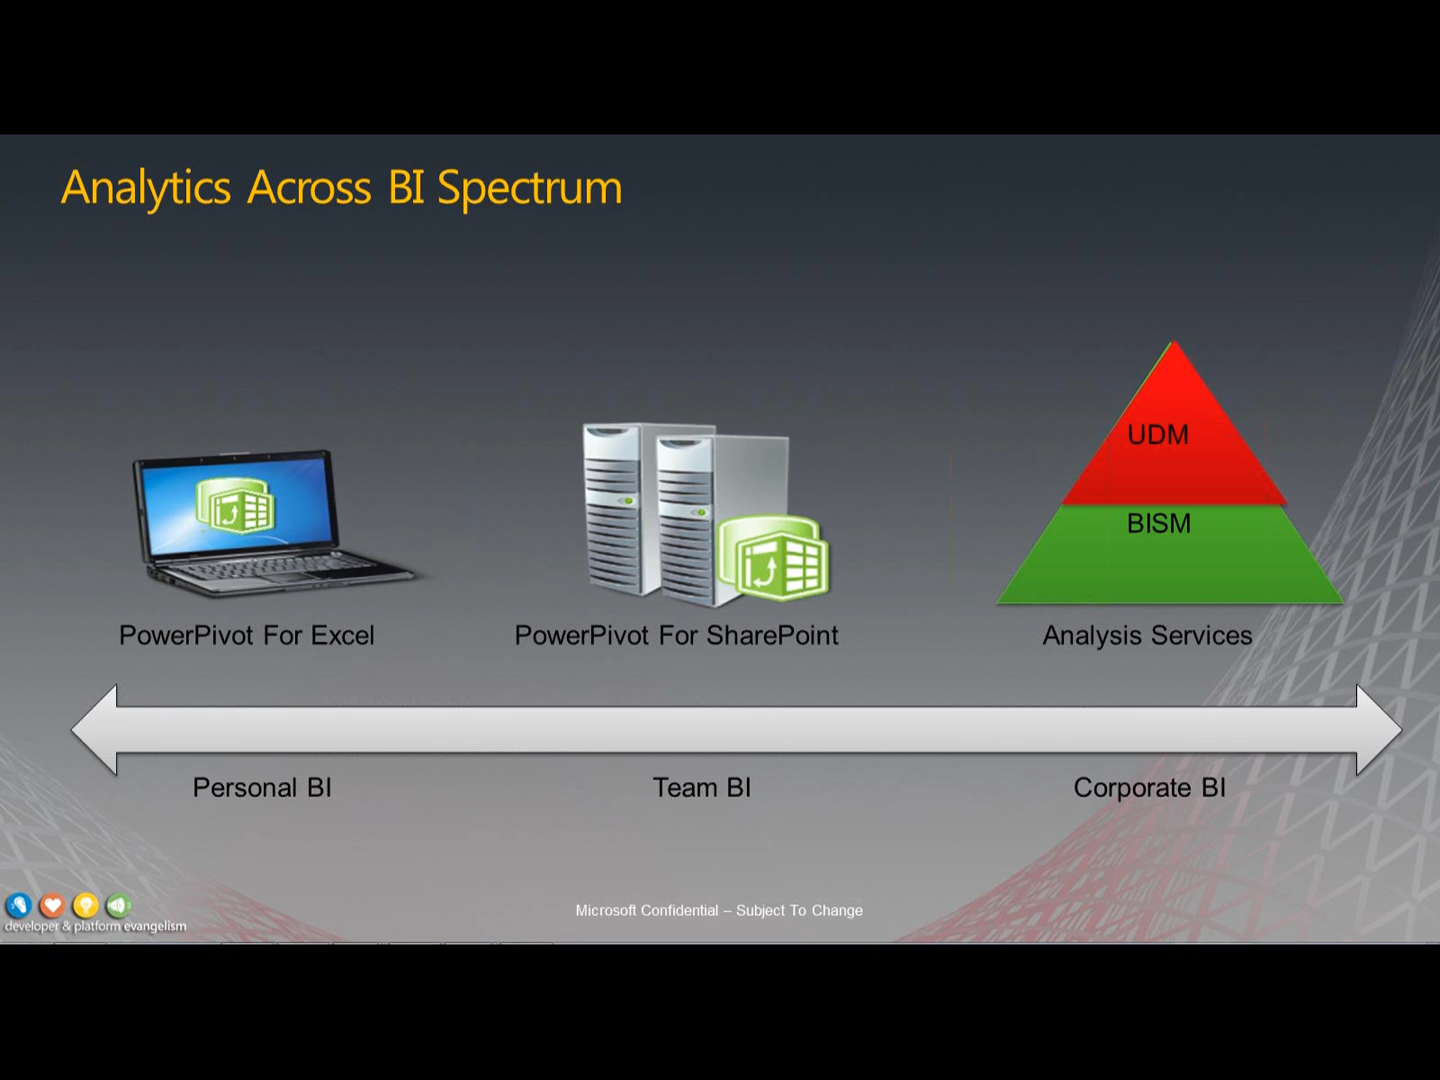 Analytics Across BI Spectrum
UDM
BISM
PowerPivot For Excel
PowerPivot For SharePoint
Analysis Services
Personal BI
Team BI
Corporate BI
Microsoft Confidential – Subject To Change
developer & platform evangelism